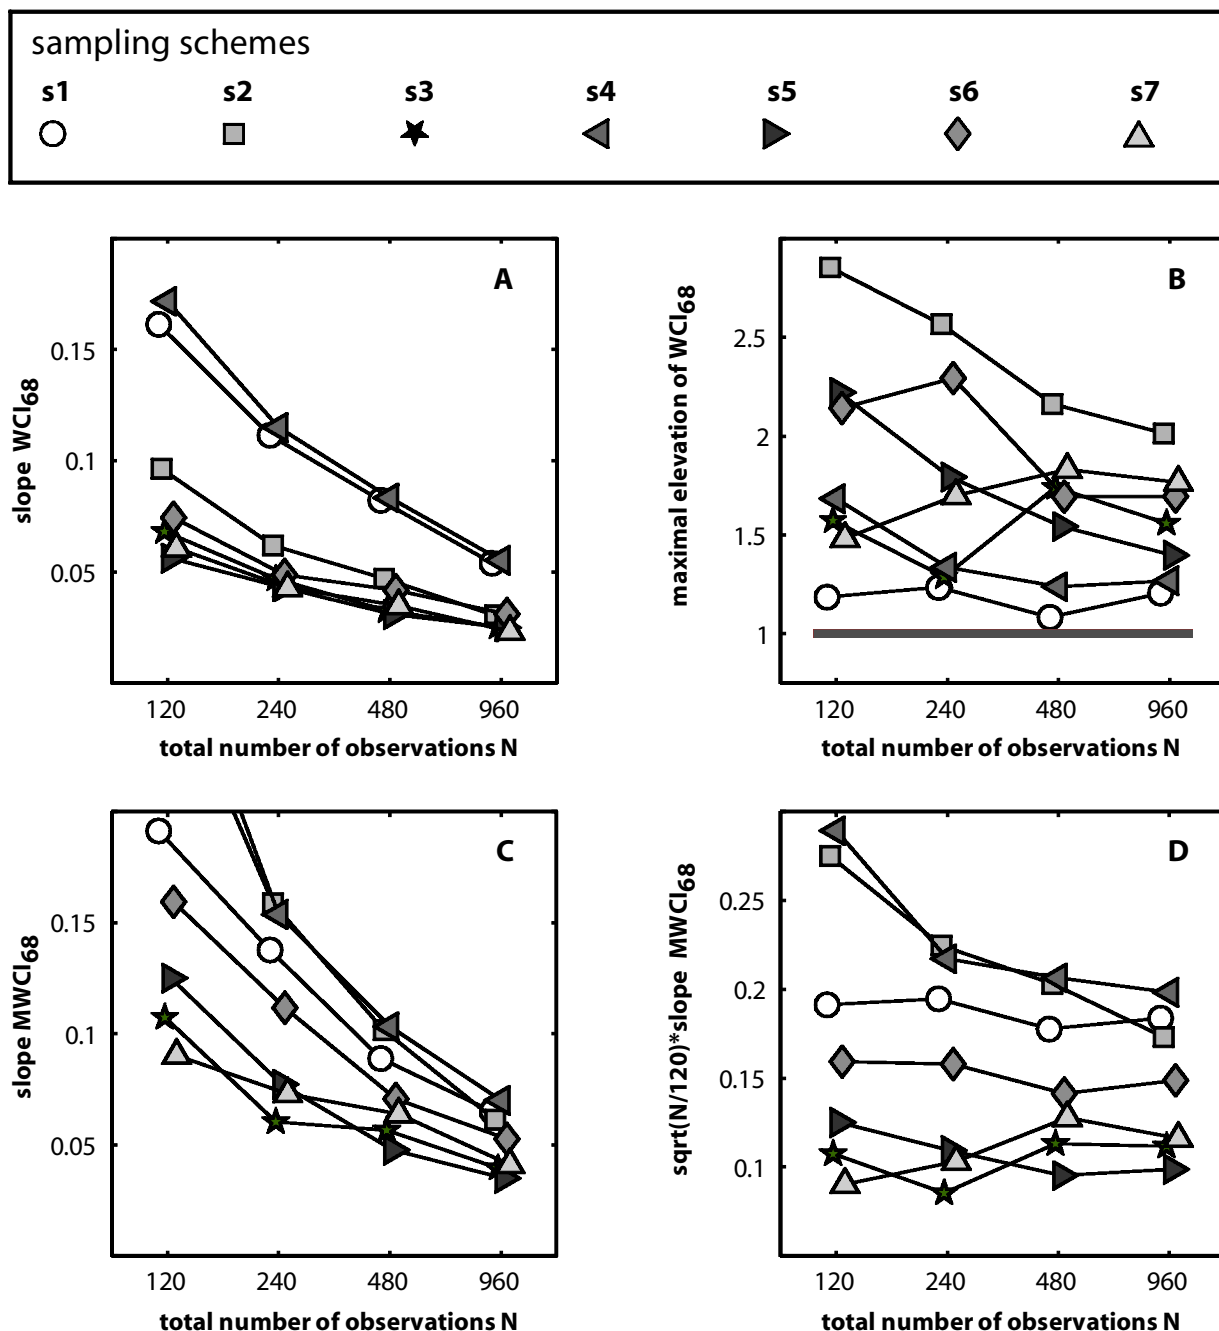 sampling schemes
s1 s2 s3 s4 s5 s6 s7
A
slope WCI68
0.15
0.1
0.05
120 240 480 960
total number of observations N
B
maximal elevation of WCI68
2.5
2
1.5
1
120 240 480 960
total number of observations N
C
slope MWCI68
0.15
0.1
0.05
120 240 480 960
total number of observations N
D
sqrt(N/120)*slope MWCI68
0.25
0.2
0.15
0.1
120 240 480 960
total number of observations N